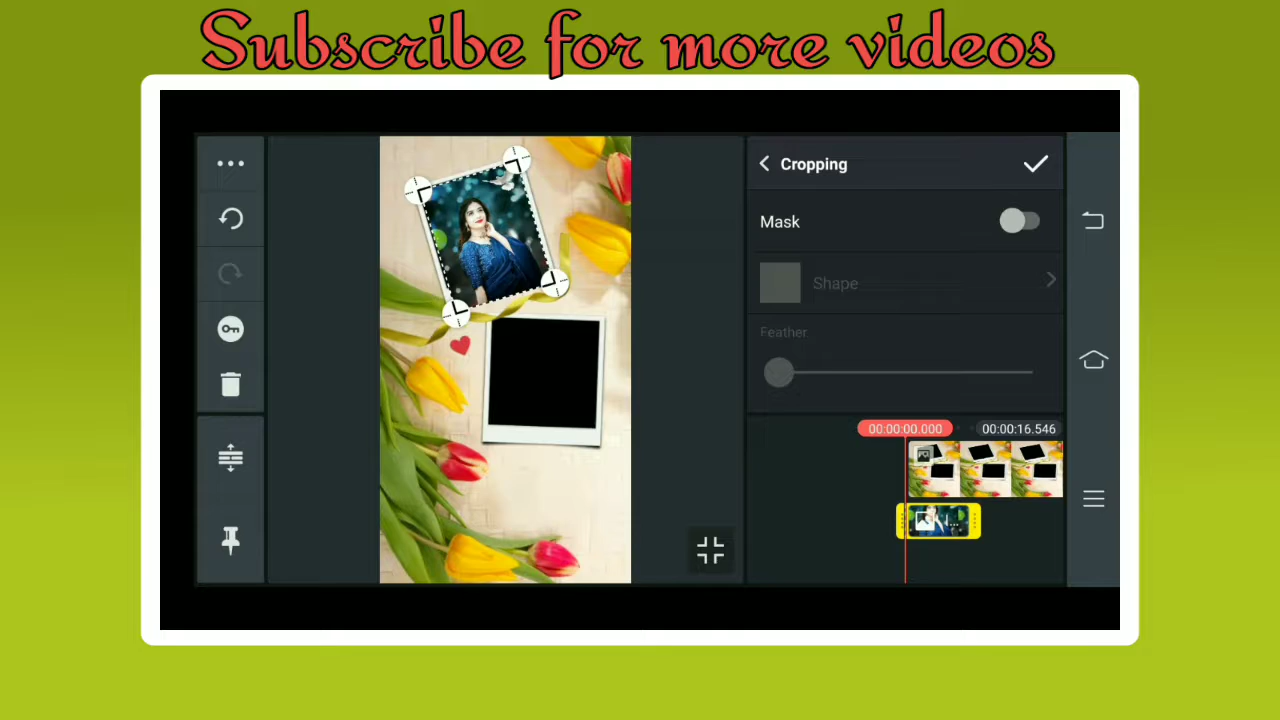 Subscribe for more videos
Cropping
Mask
Shape
Feather
00:00:00.000
00:00:16.546